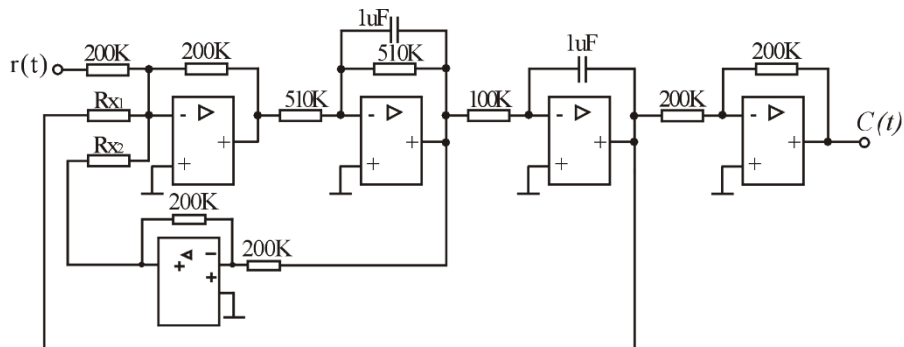 1uF
200K 200K 510K 1uF 200K
r(t)
Rx1 510K 100K 200K
- ▷ - ▷ - ▷ - ▷
C(t)
Rx2 + + + + + + + +
200K
200K
+ ▷ -
+